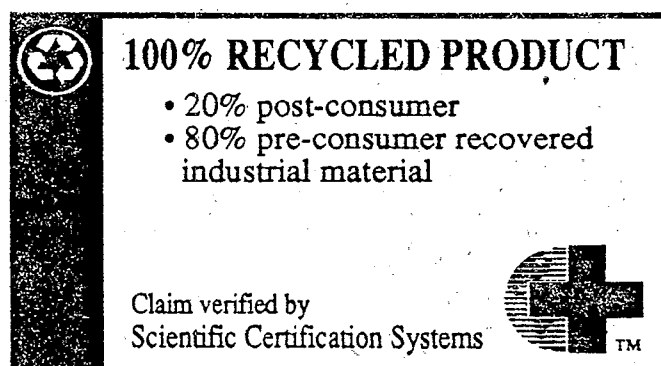 100% RECYCLED PRODUCT
• 20% post-consumer
• 80% pre-consumer recovered
industrial material
Claim verified by
Scientific Certification Systems
TM